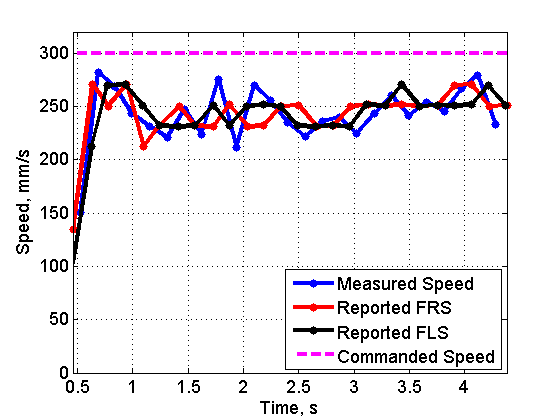 300
250
200
150
100
50
0
Speed, mm/s
0.5 1 1.5 2 2.5 3 3.5 4
Time, s
Measured Speed
Reported FRS
Reported FLS
Commanded Speed